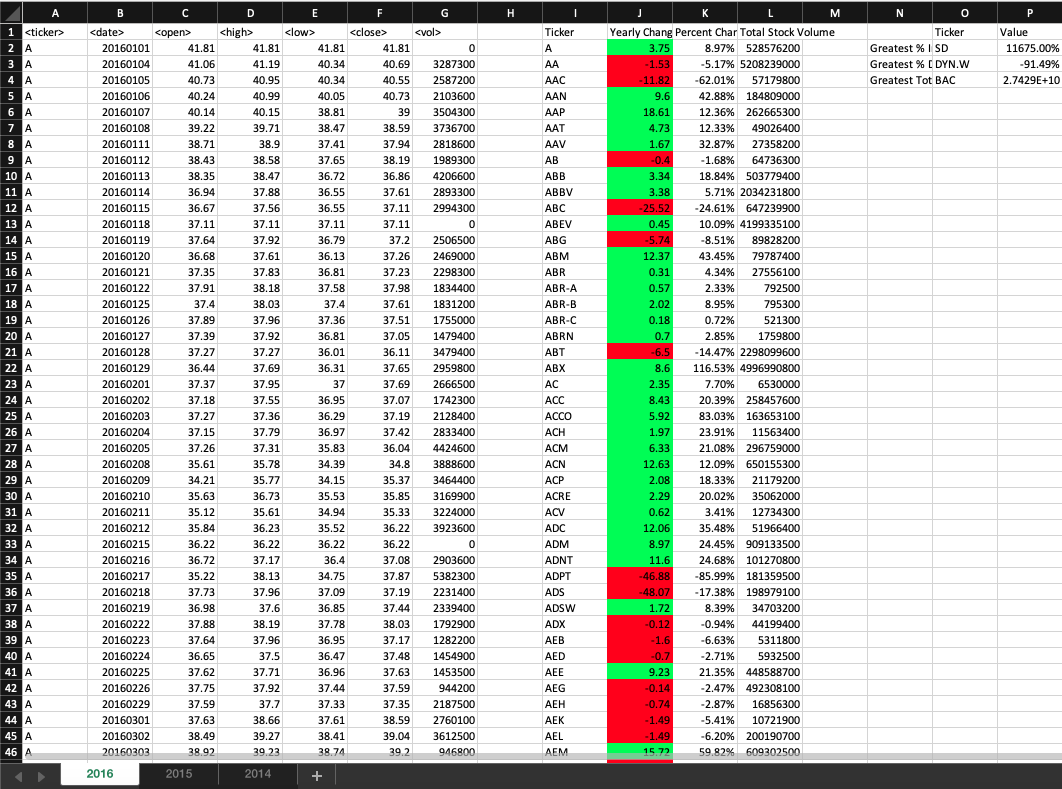 A B C D E F G H I J K L M N O P
1 <ticker> <date> <open> <high> <low> <close> <vol> Ticker Yearly Chang Percent Char Total Stock Volume Ticker Value
2 A 20160101 41.81 41.81 41.81 41.81 0 A 3.75 8.97% 528576200 Greatest % I SD 11675.00%
3 A 20160104 41.06 41.19 40.34 40.69 3287300 AA -1.53 -5.17% 5208239000 Greatest % D DYN.W -91.49%
4 A 20160105 40.73 40.95 40.34 40.55 2587200 AAC -11.82 -62.01% 57179800 Greatest Tot BAC 2.7429E+10
5 A 20160106 40.24 40.99 40.05 40.73 2103600 AAN 9.6 42.88% 184809000
6 A 20160107 40.14 40.15 38.81 39 3504300 AAP 18.61 12.36% 262665300
7 A 20160108 39.22 39.71 38.47 38.59 3736700 AAT 4.73 12.33% 49026400
8 A 20160111 38.71 38.9 37.41 37.94 2818600 AAV 1.67 32.87% 27358200
9 A 20160112 38.43 38.58 37.65 38.19 1989300 AB -0.4 -1.68% 64736300
10 A 20160113 38.35 38.47 36.72 36.86 4206600 ABB 3.34 18.84% 503779400
11 A 20160114 36.94 37.88 36.55 37.61 2893300 ABBV 3.38 5.71% 2034231800
12 A 20160115 36.67 37.56 36.55 37.11 2994300 ABC -25.52 -24.61% 647239900
13 A 20160118 37.11 37.11 37.11 37.11 0 ABEV 0.45 10.09% 4199335100
14 A 20160119 37.64 37.92 36.79 37.2 2506500 ABG -5.74 -8.51% 89828200
15 A 20160120 36.68 37.61 36.13 37.26 2469000 ABM 12.37 43.45% 79787400
16 A 20160121 37.35 37.83 36.81 37.23 2298300 ABR 0.31 4.34% 27556100
17 A 20160122 37.91 38.18 37.58 37.98 1834400 ABR-A 0.57 2.33% 792500
18 A 20160125 37.4 38.03 37.4 37.61 1831200 ABR-B 2.02 8.95% 795300
19 A 20160126 37.89 37.96 37.36 37.51 1755000 ABR-C 0.18 0.72% 521300
20 A 20160127 37.39 37.92 36.81 37.05 1479400 ABRN 0.7 2.85% 1759800
21 A 20160128 37.27 37.27 36.01 36.11 3479400 ABT -6.5 -14.47% 2298099600
22 A 20160129 36.44 37.69 36.31 37.65 2959800 ABX 8.6 116.53% 4996990800
23 A 20160201 37.37 37.95 37 37.69 2666500 AC 2.35 7.70% 6530000
24 A 20160202 37.18 37.55 36.95 37.07 1742300 ACC 8.43 20.39% 258457600
25 A 20160203 37.27 37.36 36.29 37.19 2128400 ACCO 5.92 83.03% 163653100
26 A 20160204 37.15 37.79 36.97 37.42 2833400 ACH 1.97 23.91% 11563400
27 A 20160205 37.26 37.31 35.83 36.04 4424600 ACM 6.33 21.08% 296759000
28 A 20160208 35.61 35.78 34.39 34.8 3888600 ACN 12.63 12.09% 650155300
29 A 20160209 34.21 35.77 34.15 35.37 3464400 ACP 2.08 18.33% 21179200
30 A 20160210 35.63 36.73 35.53 35.85 3169900 ACRE 2.29 20.02% 35062000
31 A 20160211 35.12 35.61 34.94 35.33 3224000 ACV 0.62 3.41% 12734300
32 A 20160212 35.84 36.23 35.52 36.22 3923600 ADC 12.06 35.48% 51966400
33 A 20160215 36.22 36.22 36.22 36.22 0 ADM 8.97 24.45% 909133500
34 A 20160216 36.72 37.17 36.4 37.08 2903600 ADNT 11.6 24.68% 101270800
35 A 20160217 35.22 38.13 34.75 37.87 5382300 ADPT -46.88 -85.99% 181359500
36 A 20160218 37.73 37.96 37.09 37.19 2231400 ADS -48.07 -17.38% 198979100
37 A 20160219 36.98 37.6 36.85 37.44 2339400 ADSW 1.72 8.39% 34703200
38 A 20160222 37.88 38.19 37.78 38.03 1792900 ADX -0.12 -0.94% 44199400
39 A 20160223 37.64 37.96 36.95 37.17 1282200 AEB -1.6 -6.63% 5311800
40 A 20160224 36.65 37.5 36.47 37.48 1454900 AED -0.7 -2.71% 5932500
41 A 20160225 37.62 37.71 36.96 37.63 1453500 AEE 9.23 21.35% 448588700
42 A 20160226 37.75 37.92 37.44 37.59 944200 AEG -0.14 -2.47% 492308100
43 A 20160229 37.59 37.7 37.33 37.35 2187500 AEH -0.74 -2.87% 16856300
44 A 20160301 37.63 38.66 37.61 38.59 2760100 AEK -1.49 -5.41% 10721900
45 A 20160302 38.49 39.27 38.41 39.04 3612500 AEL -1.49 -6.20% 200190700
46 A 20160303 38.92 39.23 38.74 39.2 946800 AEM 15.72 59.82% 609302500
2016 2015 2014 +